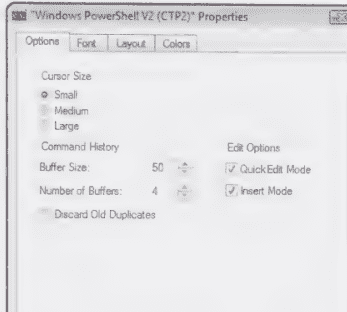 "Windows PowerShell V2 (CTP2)" Properties
Options Font Layout Colors
Cursor Size
Small
Medium
Large
Command History
Edit Options
Buffer Size: 50
QuickEdit Mode
Number of Buffers: 4
Insert Mode
Discard Old Duplicates